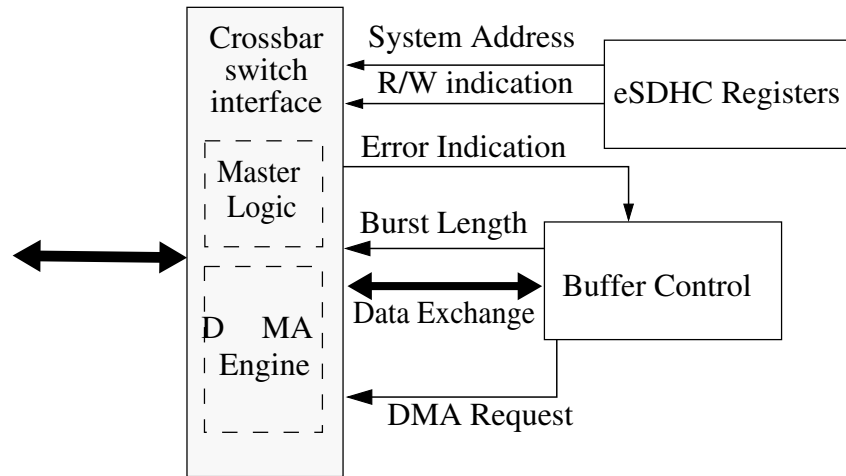 Crossbar
switch
interface
System Address
R/W indication
eSDHC Registers
Master
Logic
Error Indication
Burst Length
Buffer Control
Data Exchange
D MA
Engine
DMA Request